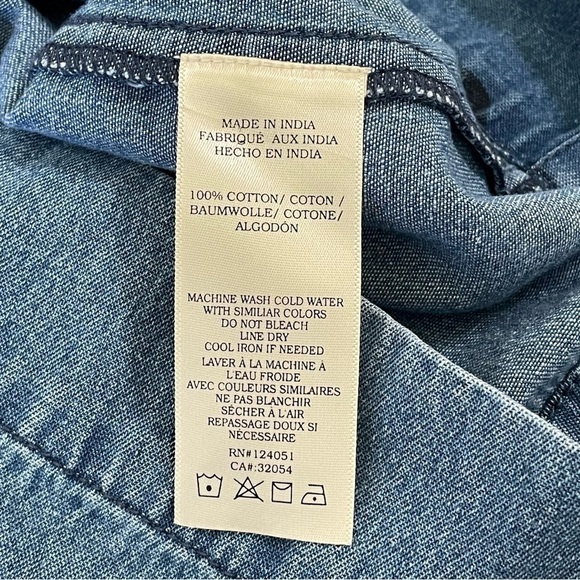 MADE IN INDIA
FABRIQUÉ AUX INDIA
HECHO EN INDIA
100% COTTON/ COTON /
BAUMWOLLE/ COTONE/
ALGODÓN
MACHINE WASH COLD WATER
WITH SIMILIAR COLORS
DO NOT BLEACH
LINE DRY
COOL IRON IF NEEDED
LAVER À LA MACHINE À
L'EAU FROIDE
AVEC COULEURS SIMILAIRES
NE PAS BLANCHIR
SÉCHER À L'AIR
REPASSAGE DOUX SI
NÉCESSAIRE
RN#124051
CA#:32054